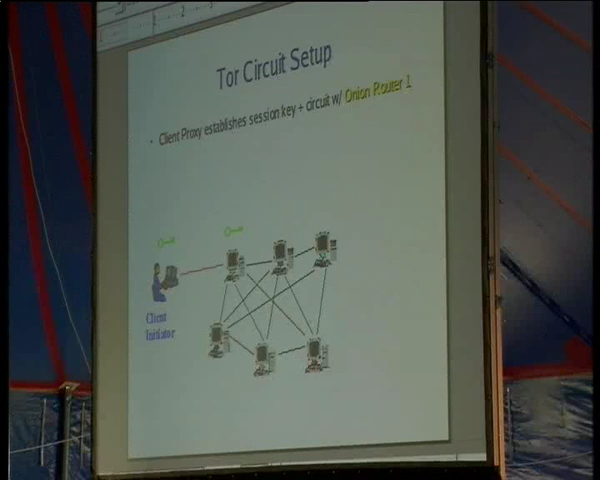 Tor Circuit Setup
• Client Proxy establishes session key + circuit w/ Onion Router 1
Client
Initiator